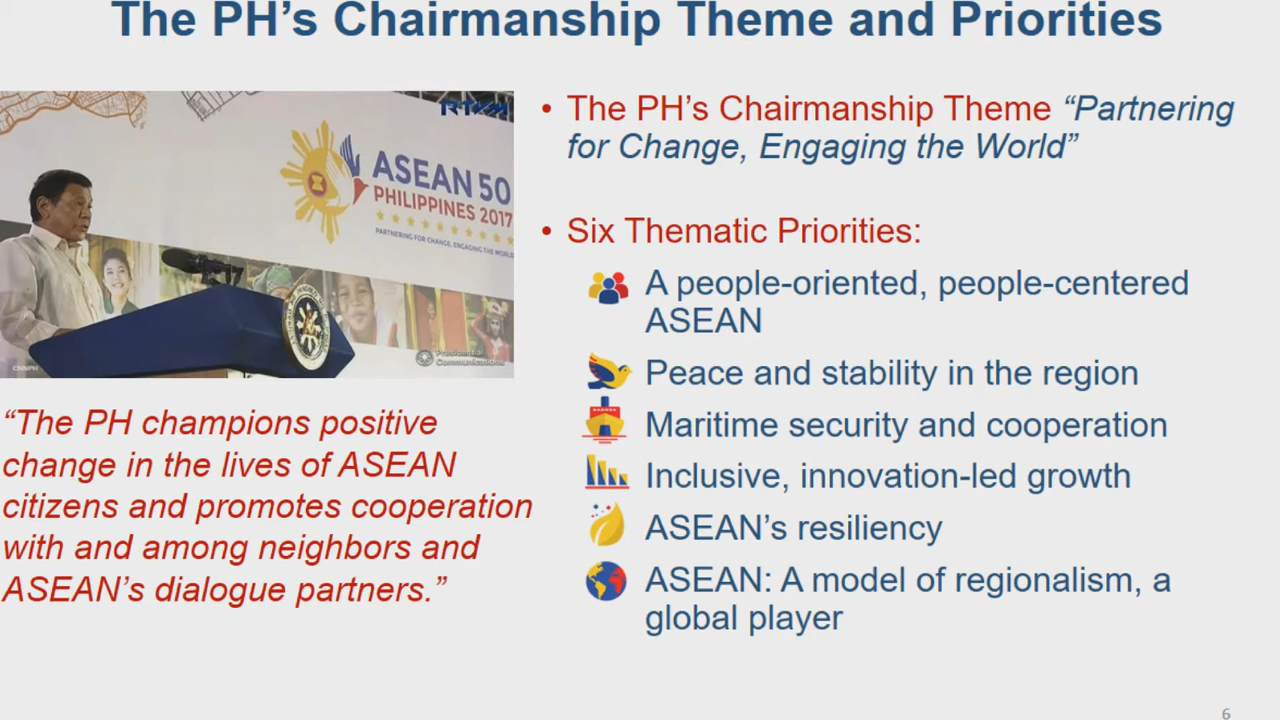 The PH's Chairmanship Theme and Priorities
RTVM
ASEAN 50
PHILIPPINES 2017
PARTNERING FOR CHANGE, ENGAGING THE WORLD
Presidential
Communications
CNNPH
“The PH champions positive
change in the lives of ASEAN
citizens and promotes cooperation
with and among neighbors and
ASEAN’s dialogue partners.”
• The PH’s Chairmanship Theme “Partnering
for Change, Engaging the World”
• Six Thematic Priorities:
A people-oriented, people-centered
ASEAN
Peace and stability in the region
Maritime security and cooperation
Inclusive, innovation-led growth
ASEAN’s resiliency
ASEAN: A model of regionalism, a
global player
6